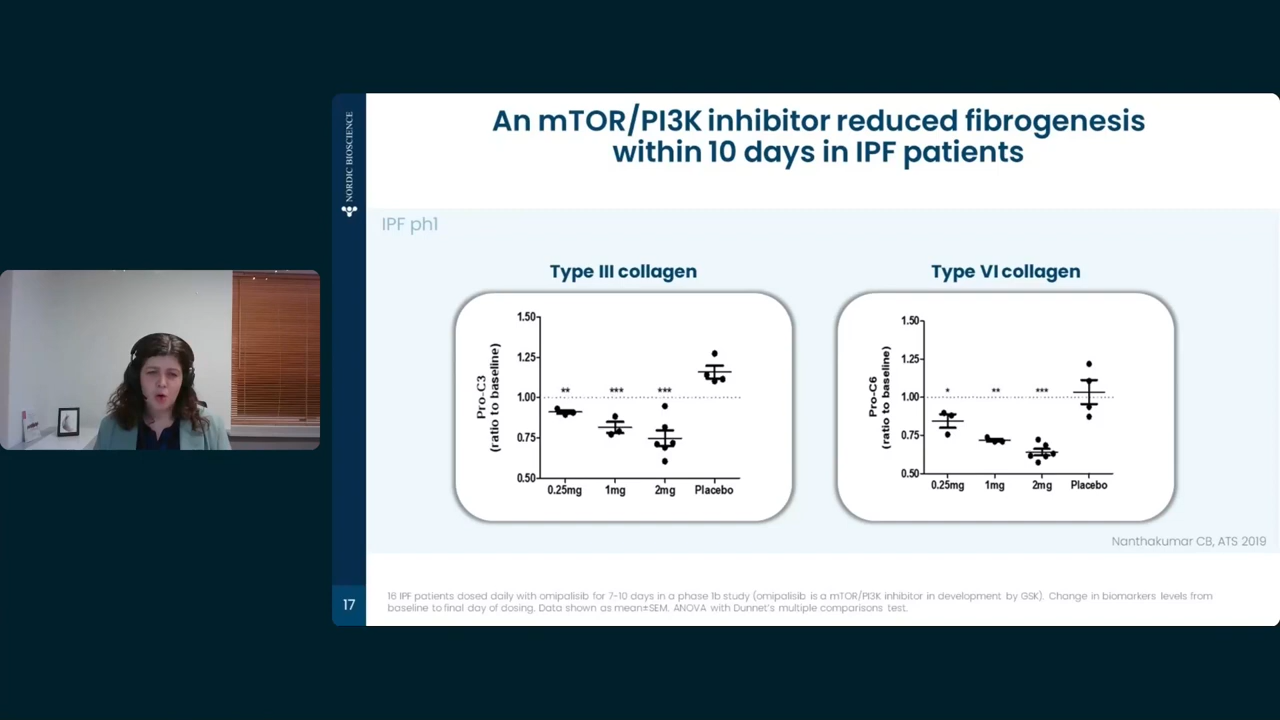 NORDIC BIOSCIENCE
An mTOR/PI3K inhibitor reduced fibrogenesis
within 10 days in IPF patients
IPF ph1
Type III collagen
Pro-C3
(ratio to baseline)
1.50
1.25
1.00
0.75
0.50
**
***
***
0.25mg
1mg
2mg
Placebo
Type VI collagen
Pro-C6
(ratio to baseline)
1.50
1.25
1.00
0.75
0.50
*
**
***
0.25mg
1mg
2mg
Placebo
Nanthakumar CB, ATS 2019
16 IPF patients dosed daily with omipalisib for 7-10 days in a phase 1b study (omipalisib is a mTOR/PI3K inhibitor in development by GSK). Change in biomarkers levels from
baseline to final day of dosing. Data shown as mean±SEM. ANOVA with Dunnet's multiple comparisons test.
17